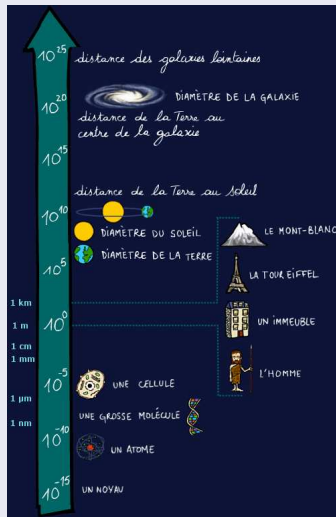 10²⁵ distance des galaxies lointaines
10²⁰ DIAMÈTRE DE LA GALAXIE
distance de la Terre au
centre de la galaxie
10¹⁵
distance de la Terre au soleil
10¹⁰
DIAMÈTRE DU SOLEIL
LE MONT-BLANC
10⁵ DIAMÈTRE DE LA TERRE
LA TOUR EIFFEL
1 km
10⁰ UN IMMEUBLE
1 m
1 cm
1 mm
L'HOMME
10⁻⁵ UNE CELLULE
1 µm
UNE GROSSE MOLÉCULE
1 nm
10⁻¹⁰
UN ATOME
10⁻¹⁵ UN NOYAU